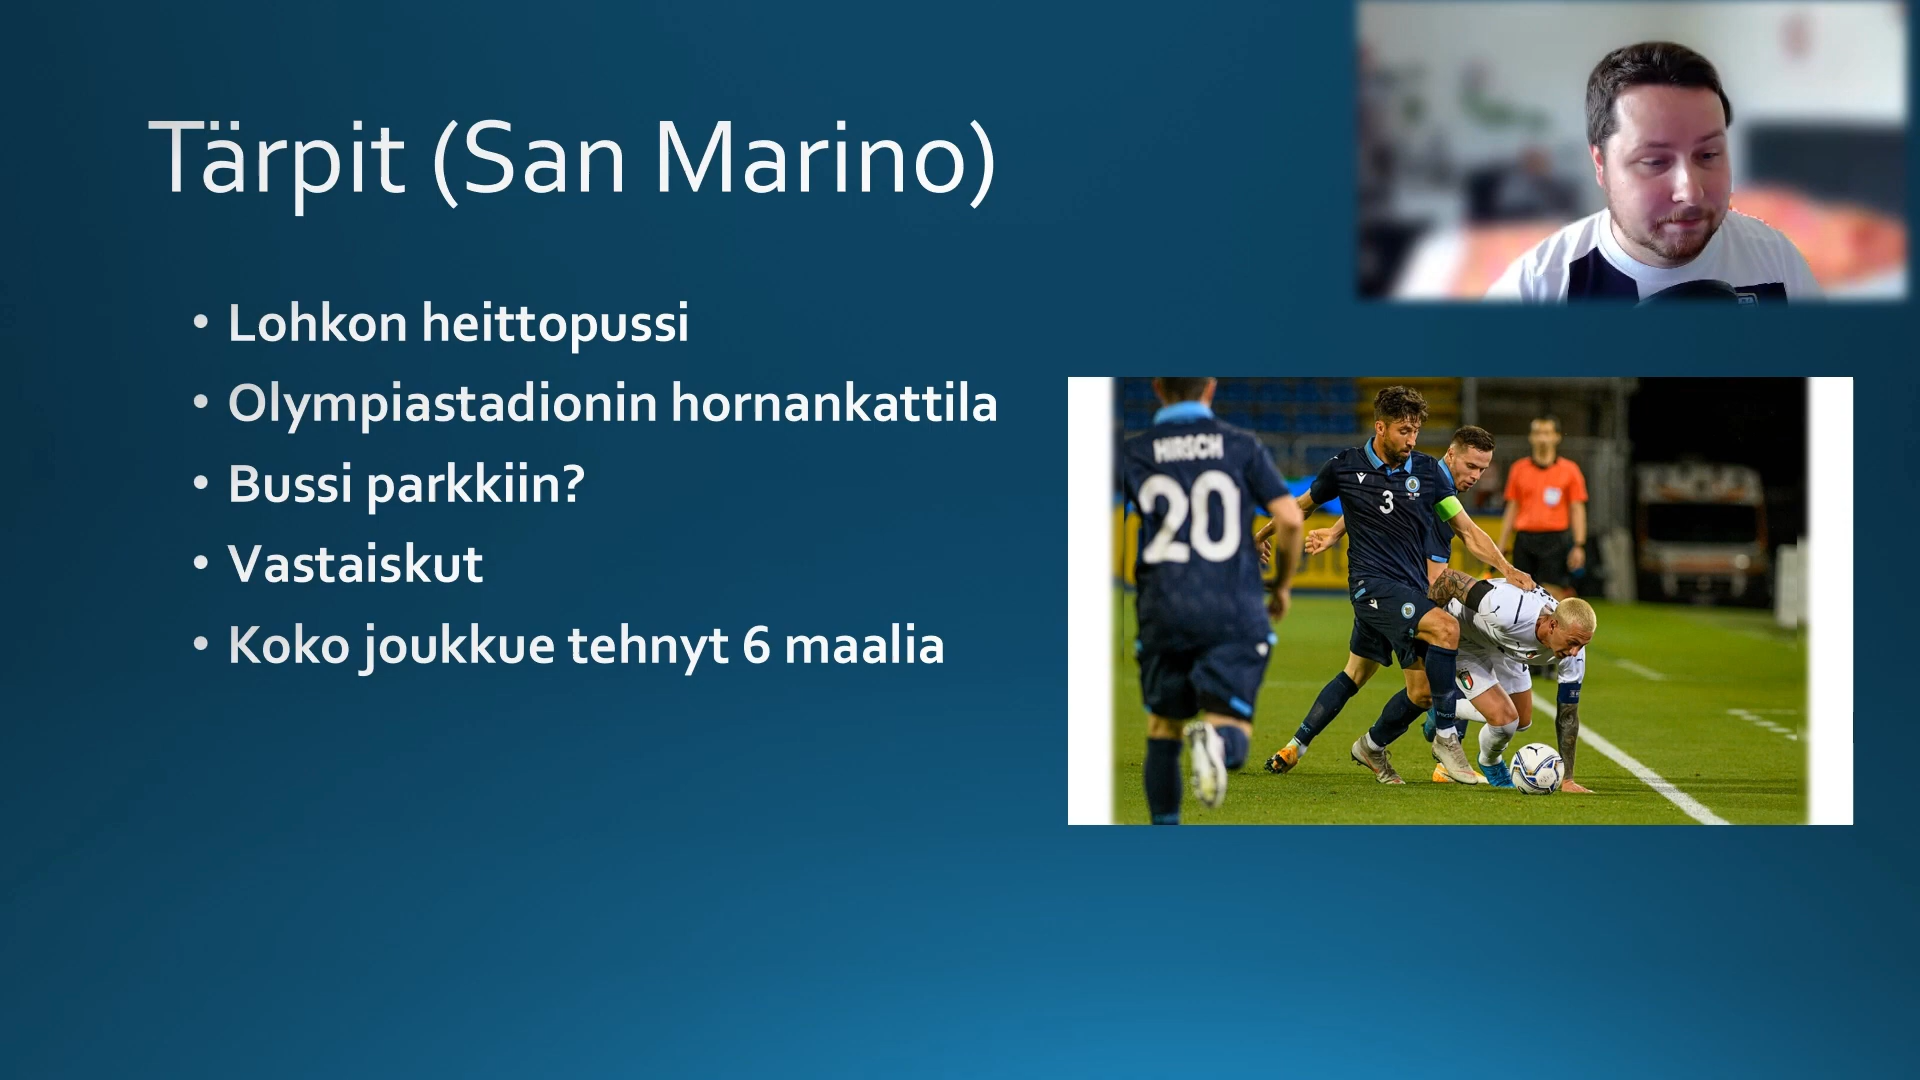 Tärpit (San Marino)
• Lohkon heittopussi
• Olympiastadionin hornankattila
• Bussi parkkiin?
• Vastaiskut
• Koko joukkue tehnyt 6 maalia
HIRSCH
20
3